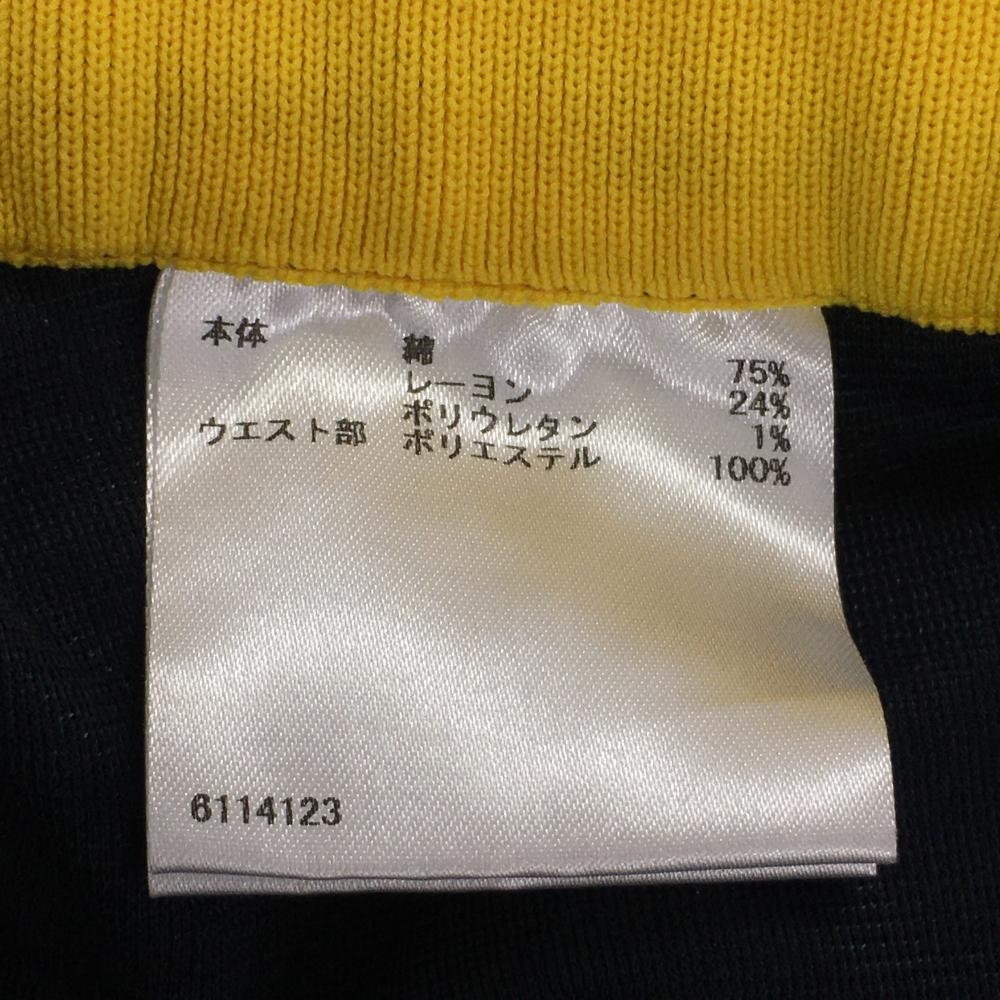 本体 綿 75%
レーヨン 24%
ポリウレタン 1%
ウエスト部 ポリエステル 100%
6114123